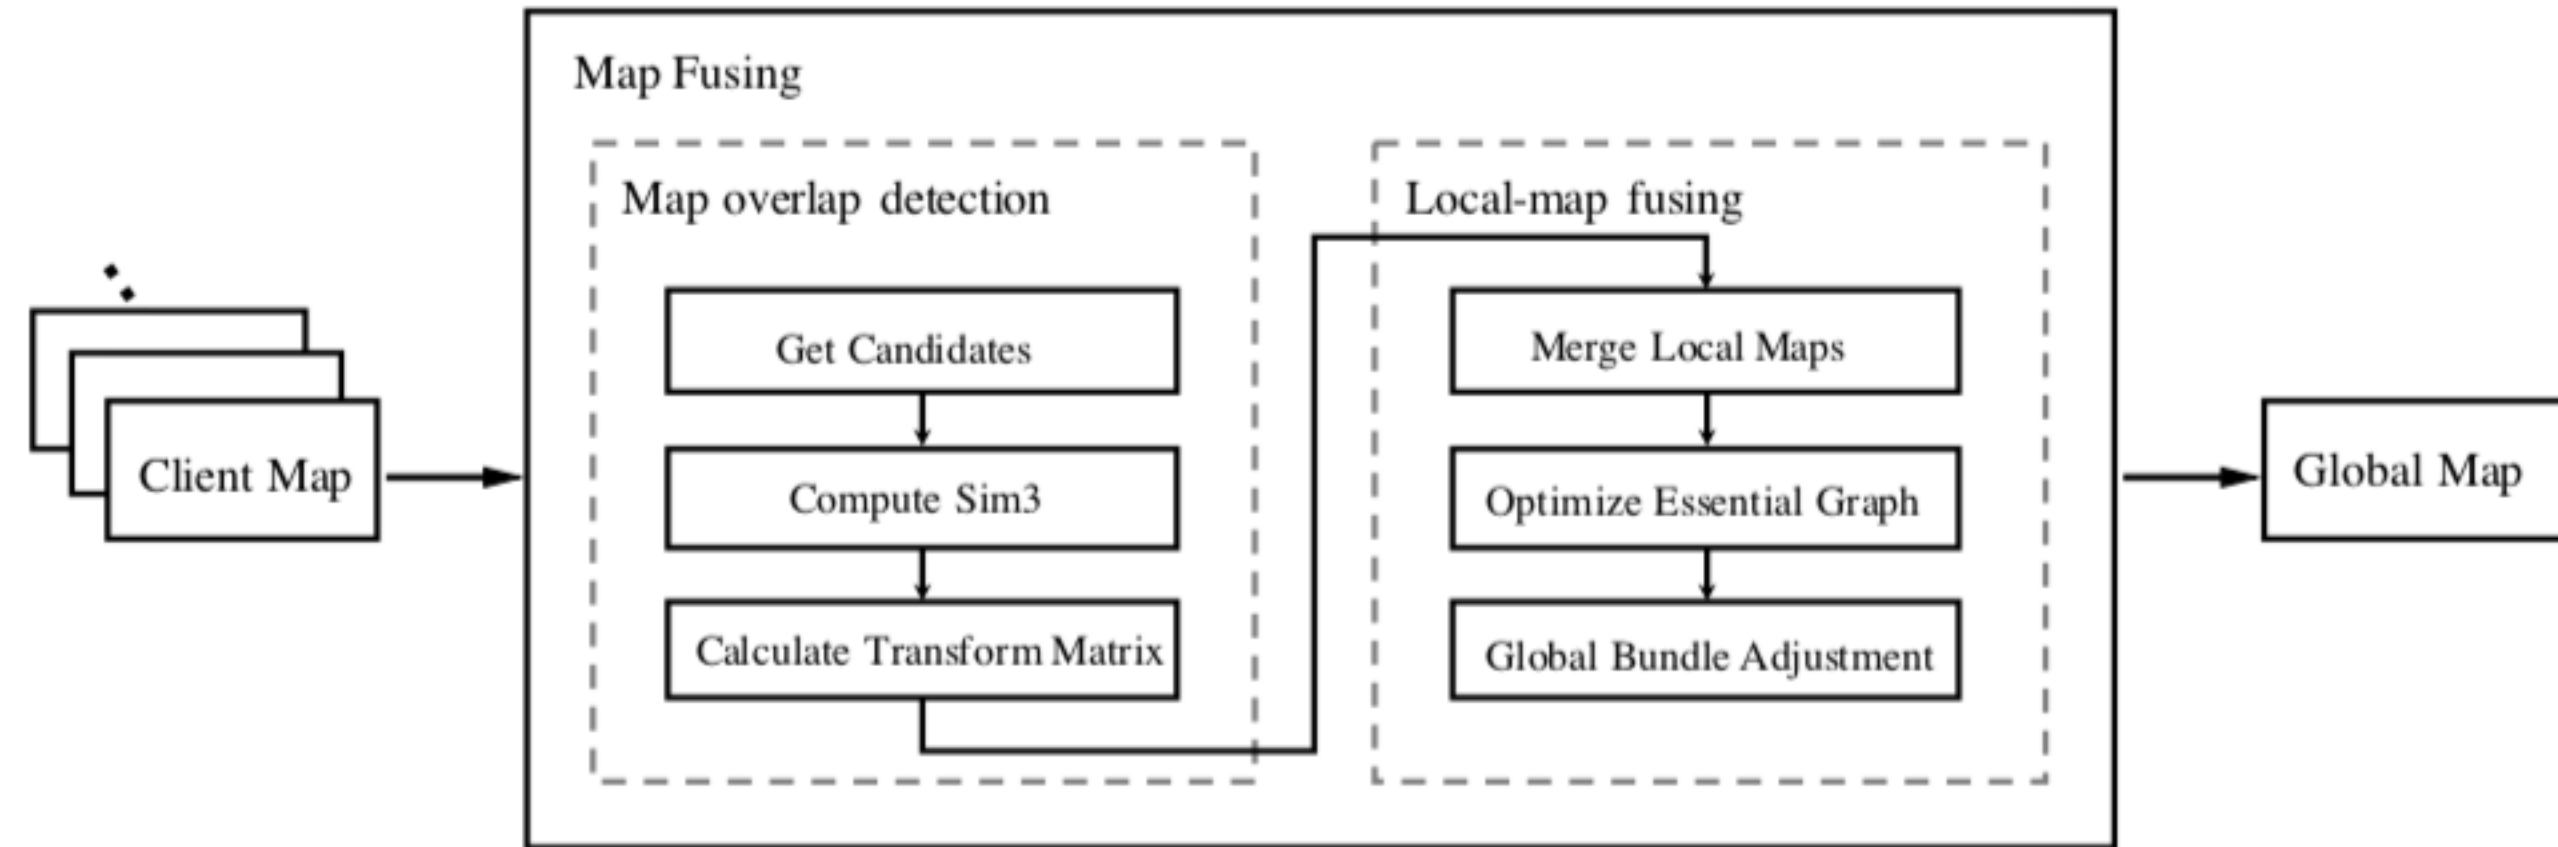 Map Fusing
Map overlap detection
Local-map fusing
Get Candidates
Compute Sim3
Calculate Transform Matrix
Merge Local Maps
Optimize Essential Graph
Global Bundle Adjustment
Client Map
Global Map